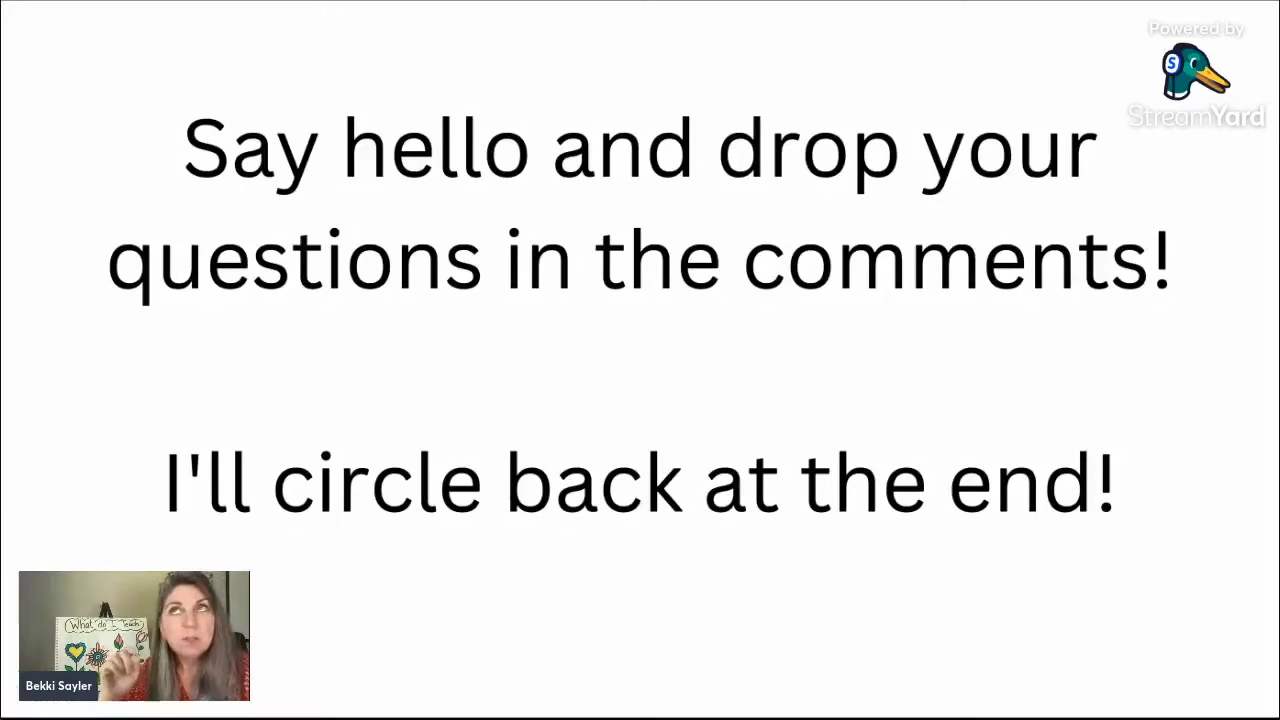 Powered by
S
StreamYard
Say hello and drop your
questions in the comments!
I'll circle back at the end!
What do I Teach
Bekki Sayler